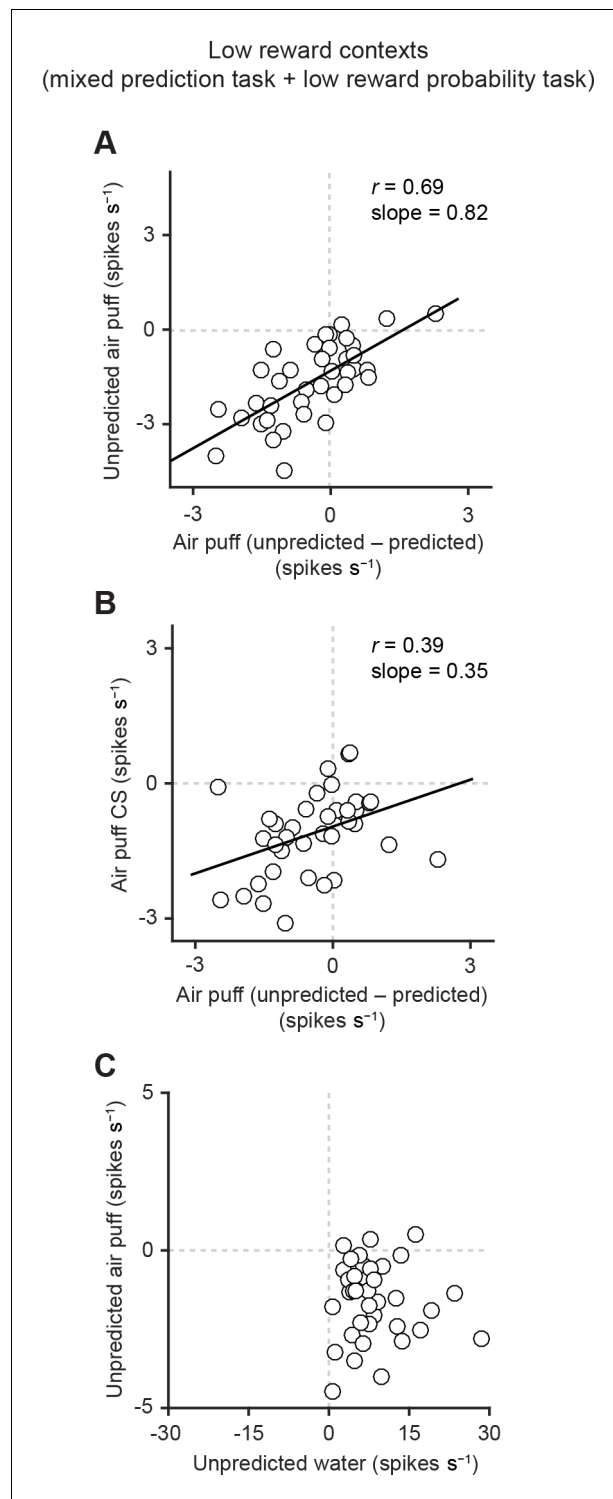 Low reward contexts
(mixed prediction task + low reward probability task)
A
Unpredicted air puff (spikes s⁻¹)
r = 0.69
slope = 0.82
3
0
-3
-3 0 3
Air puff (unpredicted – predicted)
(spikes s⁻¹)
B
Air puff CS (spikes s⁻¹)
r = 0.39
slope = 0.35
3
0
-3
-3 0 3
Air puff (unpredicted – predicted)
(spikes s⁻¹)
C
Unpredicted air puff (spikes s⁻¹)
5
0
-5
-30 -15 0 15 30
Unpredicted water (spikes s⁻¹)